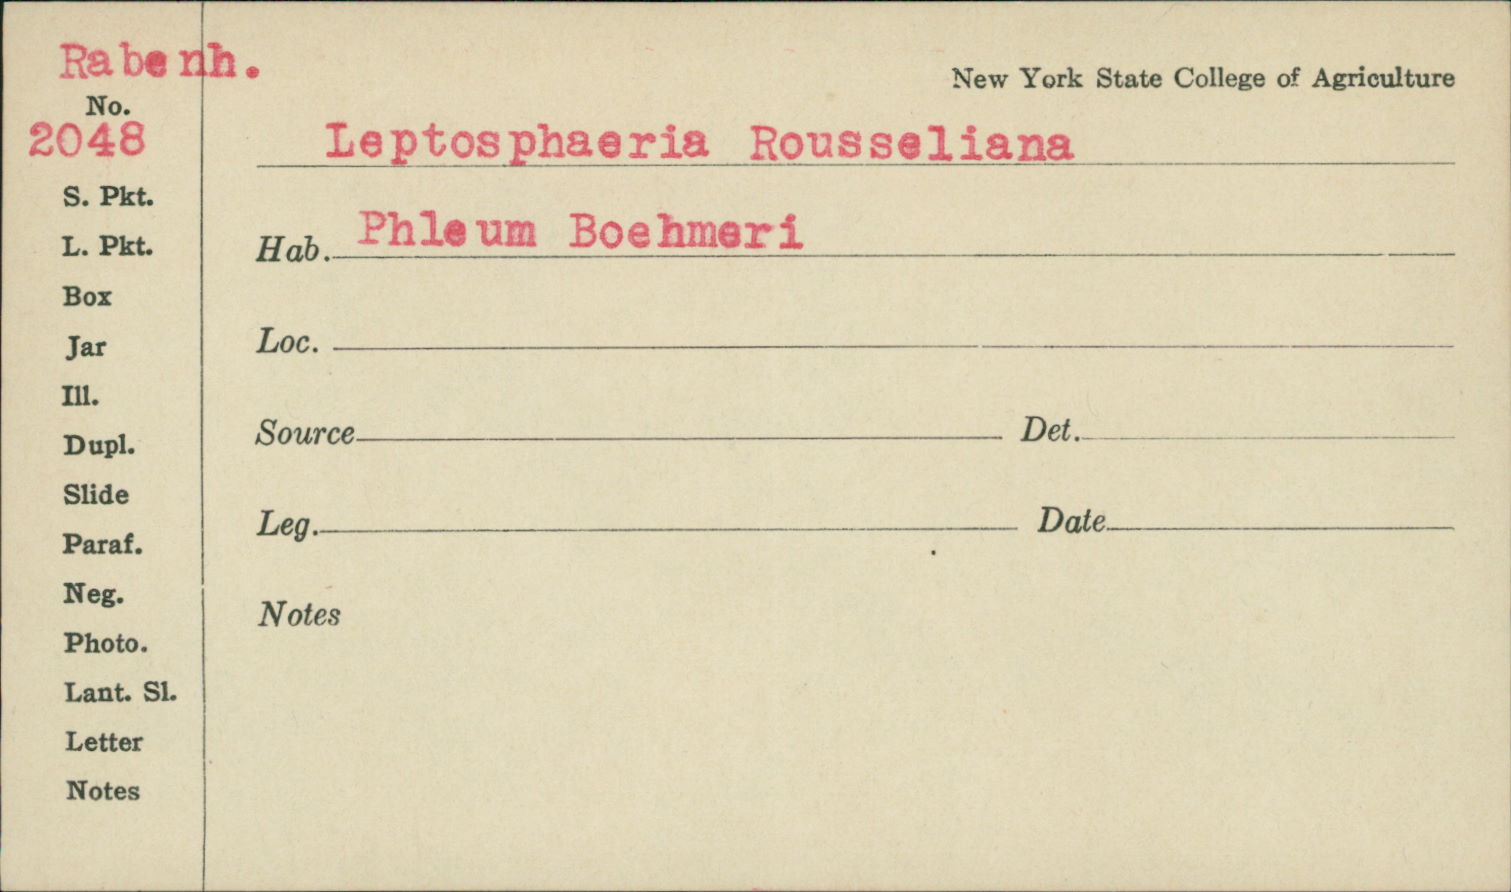 Rabenh.
New York State College of Agriculture
No.
2048
Leptosphaeria Rousseliana
S. Pkt.
Hab. Phleum Boehmeri
L. Pkt.
Box
Loc.
Jar
Ill.
Source Det.
Dupl.
Slide
Leg. Date
Paraf.
Neg.
Notes
Photo.
Lant. Sl.
Letter
Notes